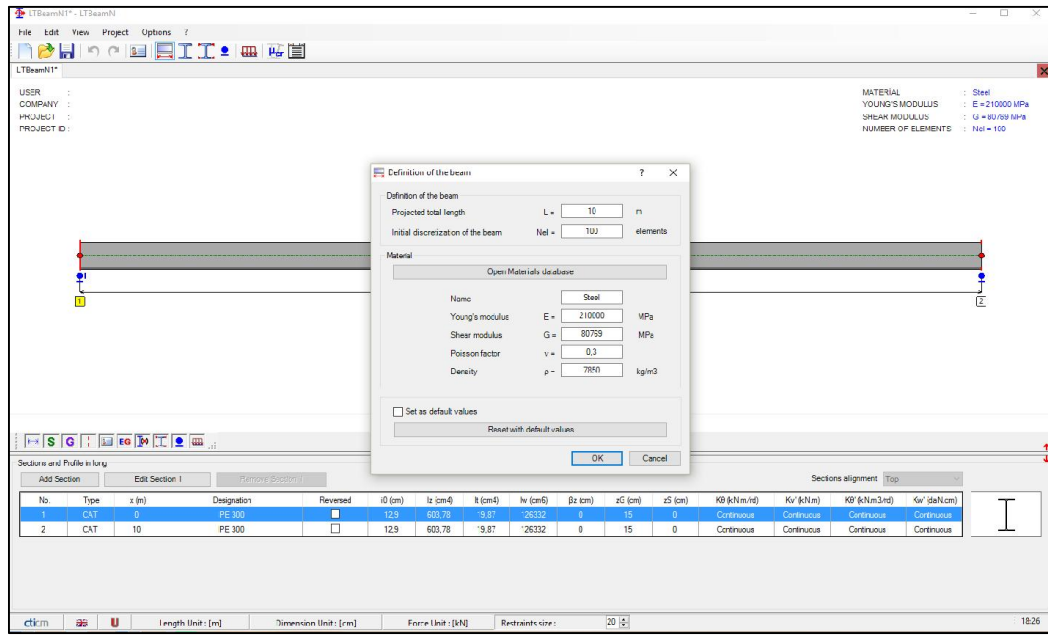 LTBeamN1* - LTBeamN
File Edit View Project Options ?
LTBeamN1*
USER :
COMPANY :
PROJECT :
PROJECT ID :
MATERIAL : Steel
YOUNG'S MODULUS : E = 210000 MPa
SHEAR MODULUS : G = 80769 MPa
NUMBER OF ELEMENTS : Nel = 100
Definition of the beam ? ×
Definition of the beam
Projected total length L = 10 m
Initial discretization of the beam Nel = 100 elements
Material
Open Materials database
Name Steel
Young's modulus E = 210000 MPa
Shear modulus G = 80769 MPa
Poisson factor ν = 0,3
Density ρ = 7850 kg/m3
Set as default values
Reset with default values
OK Cancel
1
2
S G EG
Sections and Profile in long
Add Section Edit Section 1 Remove Section 1 Sections alignment Top
No. Type x (m) Designation Reversed i0 (cm) Iz (cm4) It (cm4) Iw (cm6) βz (cm) zG (cm) zS (cm) Kθ (kN.m/rd) Kv' (kN.m) Kθ' (kN.m3/rd) Kw' (daN.cm)
1 CAT 0 IPE 300 12,9 603,78 19,87 126332 0 15 0 Continuous Continuous Continuous Continuous
2 CAT 10 IPE 300 12,9 603,78 19,87 126332 0 15 0 Continuous Continuous Continuous Continuous
cticm U Length Unit : [m] Dimension Unit : [cm] Force Unit : [kN] Restraints size : 20 18:26